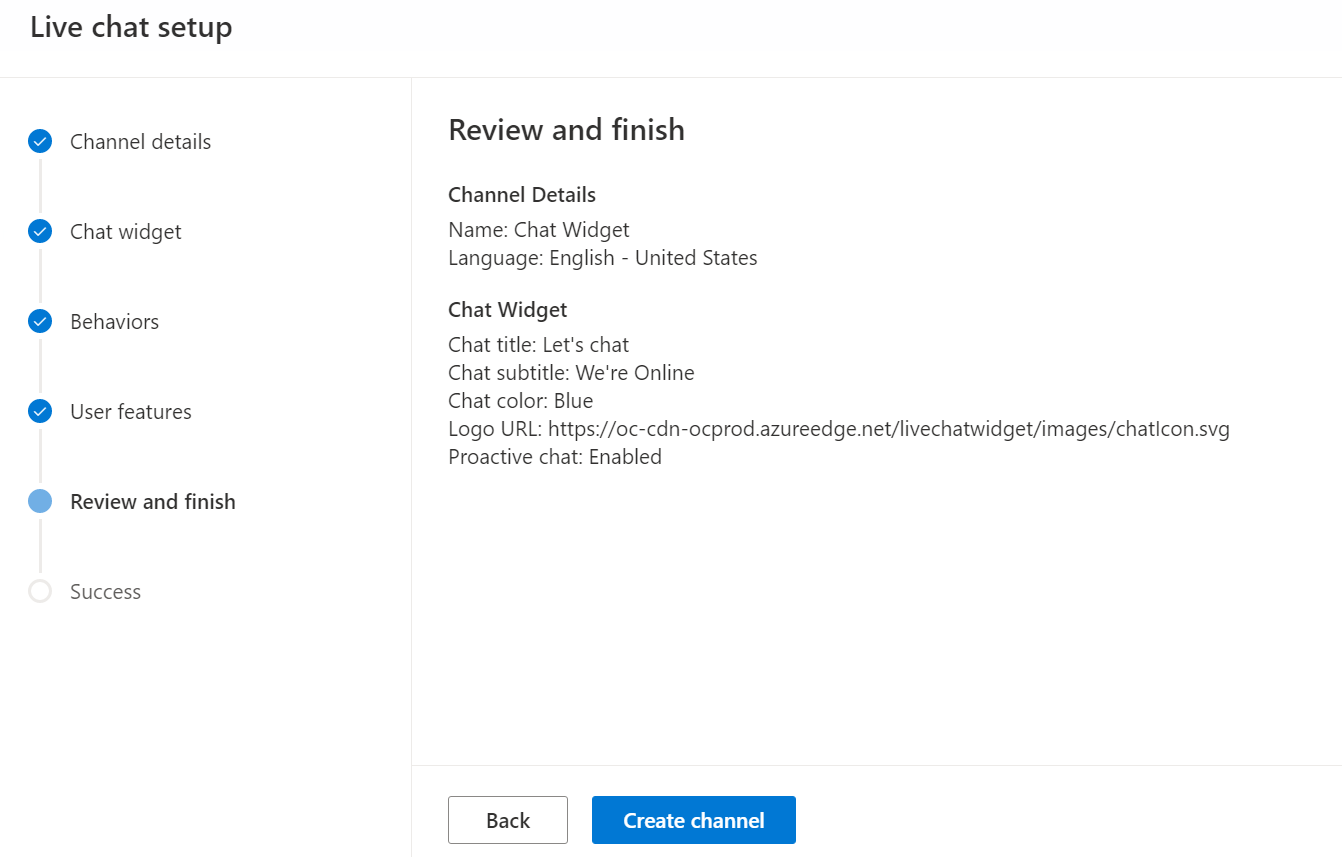 Live chat setup
Channel details
Chat widget
Behaviors
User features
Review and finish
Success
Review and finish
Channel Details
Name: Chat Widget
Language: English - United States
Chat Widget
Chat title: Let's chat
Chat subtitle: We're Online
Chat color: Blue
Logo URL: https://oc-cdn-ocprod.azureedge.net/livechatwidget/images/chatIcon.svg
Proactive chat: Enabled
Back
Create channel